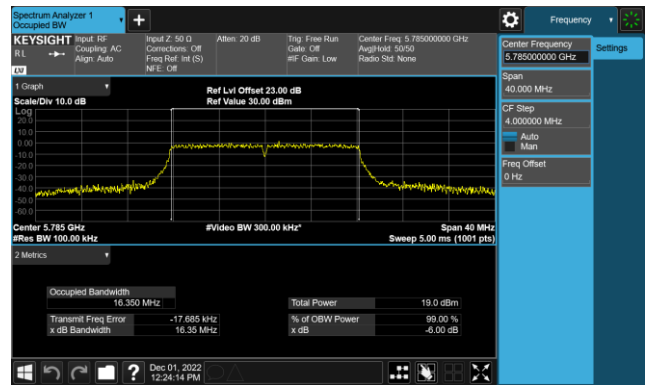 Spectrum Analyzer 1
Occupied BW
+
Frequency
KEYSIGHT
RL
LXI
Input: RF
Coupling: AC
Align: Auto
Input Z: 50 Ω
Corrections: Off
Freq Ref: Int (S)
NFE: Off
Atten: 20 dB
Trig: Free Run
Gate: Off
#IF Gain: Low
Center Freq: 5.785000000 GHz
Avg|Hold: 50/50
Radio Std: None
Center Frequency
5.785000000 GHz
Settings
Span
40.000 MHz
CF Step
4.000000 MHz
Auto
Man
Freq Offset
0 Hz
1 Graph
Scale/Div 10.0 dB
Ref Lvl Offset 23.00 dB
Ref Value 30.00 dBm
Log
20.0
10.0
0.00
-10.0
-20.0
-30.0
-40.0
-50.0
-60.0
Center 5.785 GHz
#Res BW 100.00 kHz
#Video BW 300.00 kHz*
Span 40 MHz
Sweep 5.00 ms (1001 pts)
2 Metrics
Occupied Bandwidth
16.350 MHz
Total Power 19.0 dBm
Transmit Freq Error -17.685 kHz
% of OBW Power 99.00 %
x dB Bandwidth 16.35 MHz
x dB -6.00 dB
?
Dec 01, 2022
12:24:14 PM